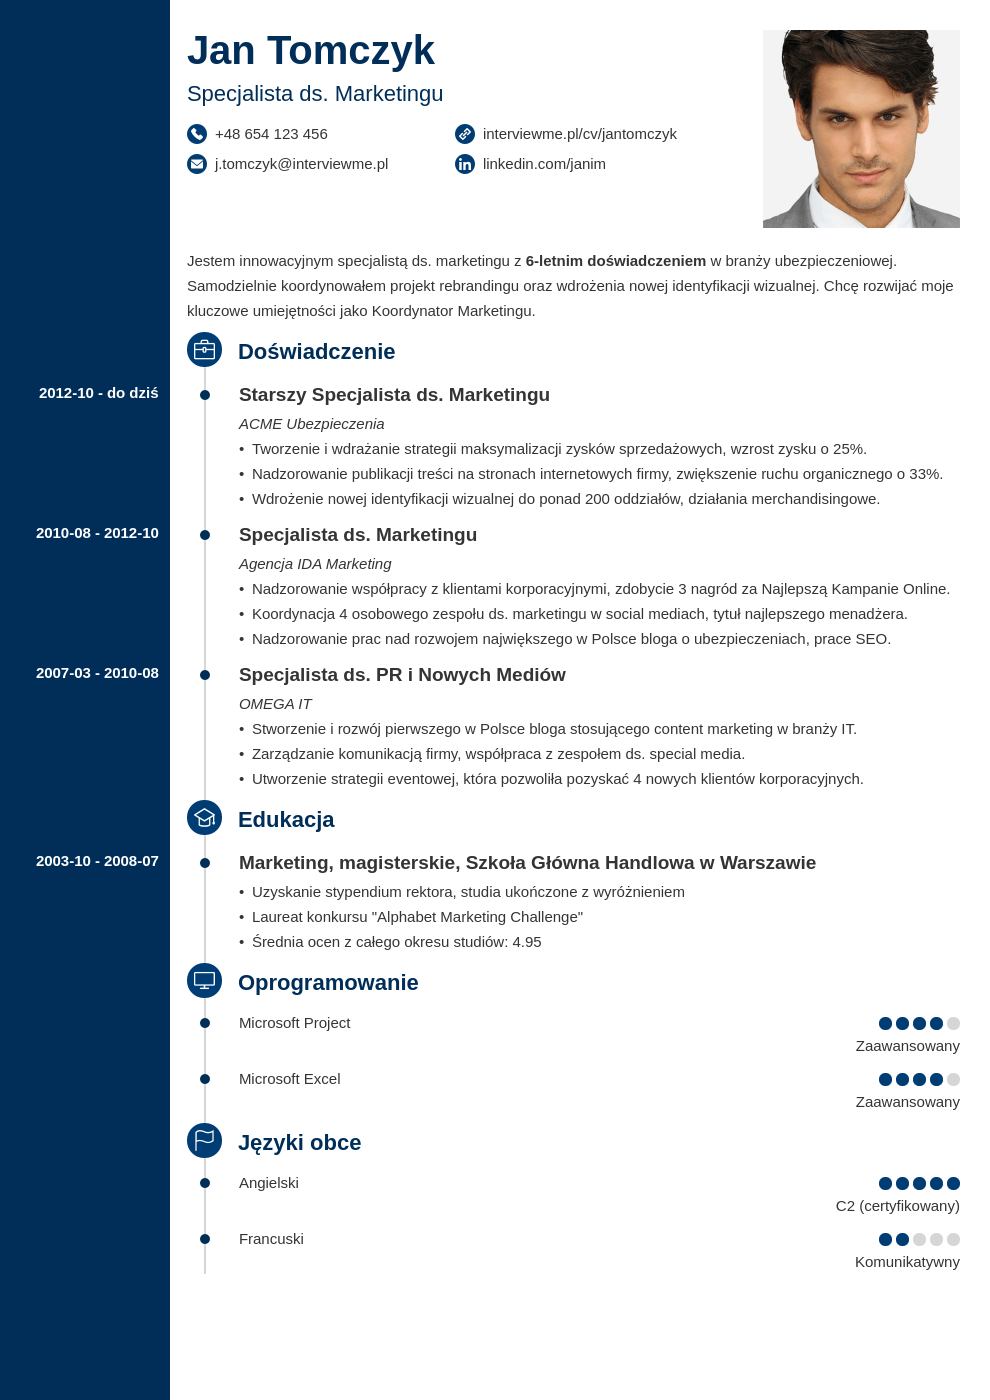 Jan Tomczyk
Specjalista ds. Marketingu
+48 654 123 456
interviewme.pl/cv/jantomczyk
j.tomczyk@interviewme.pl
linkedin.com/janim
Jestem innowacyjnym specjalistą ds. marketingu z 6-letnim doświadczeniem w branży ubezpieczeniowej.
Samodzielnie koordynowałem projekt rebrandingu oraz wdrożenia nowej identyfikacji wizualnej. Chcę rozwijać moje
kluczowe umiejętności jako Koordynator Marketingu.
Doświadczenie
2012-10 - do dziś
Starszy Specjalista ds. Marketingu
ACME Ubezpieczenia
• Tworzenie i wdrażanie strategii maksymalizacji zysków sprzedażowych, wzrost zysku o 25%.
• Nadzorowanie publikacji treści na stronach internetowych firmy, zwiększenie ruchu organicznego o 33%.
• Wdrożenie nowej identyfikacji wizualnej do ponad 200 oddziałów, działania merchandisingowe.
2010-08 - 2012-10
Specjalista ds. Marketingu
Agencja IDA Marketing
• Nadzorowanie współpracy z klientami korporacyjnymi, zdobycie 3 nagród za Najlepszą Kampanie Online.
• Koordynacja 4 osobowego zespołu ds. marketingu w social mediach, tytuł najlepszego menadżera.
• Nadzorowanie prac nad rozwojem największego w Polsce bloga o ubezpieczeniach, prace SEO.
2007-03 - 2010-08
Specjalista ds. PR i Nowych Mediów
OMEGA IT
• Stworzenie i rozwój pierwszego w Polsce bloga stosującego content marketing w branży IT.
• Zarządzanie komunikacją firmy, współpraca z zespołem ds. special media.
• Utworzenie strategii eventowej, która pozwoliła pozyskać 4 nowych klientów korporacyjnych.
Edukacja
2003-10 - 2008-07
Marketing, magisterskie, Szkoła Główna Handlowa w Warszawie
• Uzyskanie stypendium rektora, studia ukończone z wyróżnieniem
• Laureat konkursu "Alphabet Marketing Challenge"
• Średnia ocen z całego okresu studiów: 4.95
Oprogramowanie
Microsoft Project
Zaawansowany
Microsoft Excel
Zaawansowany
Języki obce
Angielski
C2 (certyfikowany)
Francuski
Komunikatywny